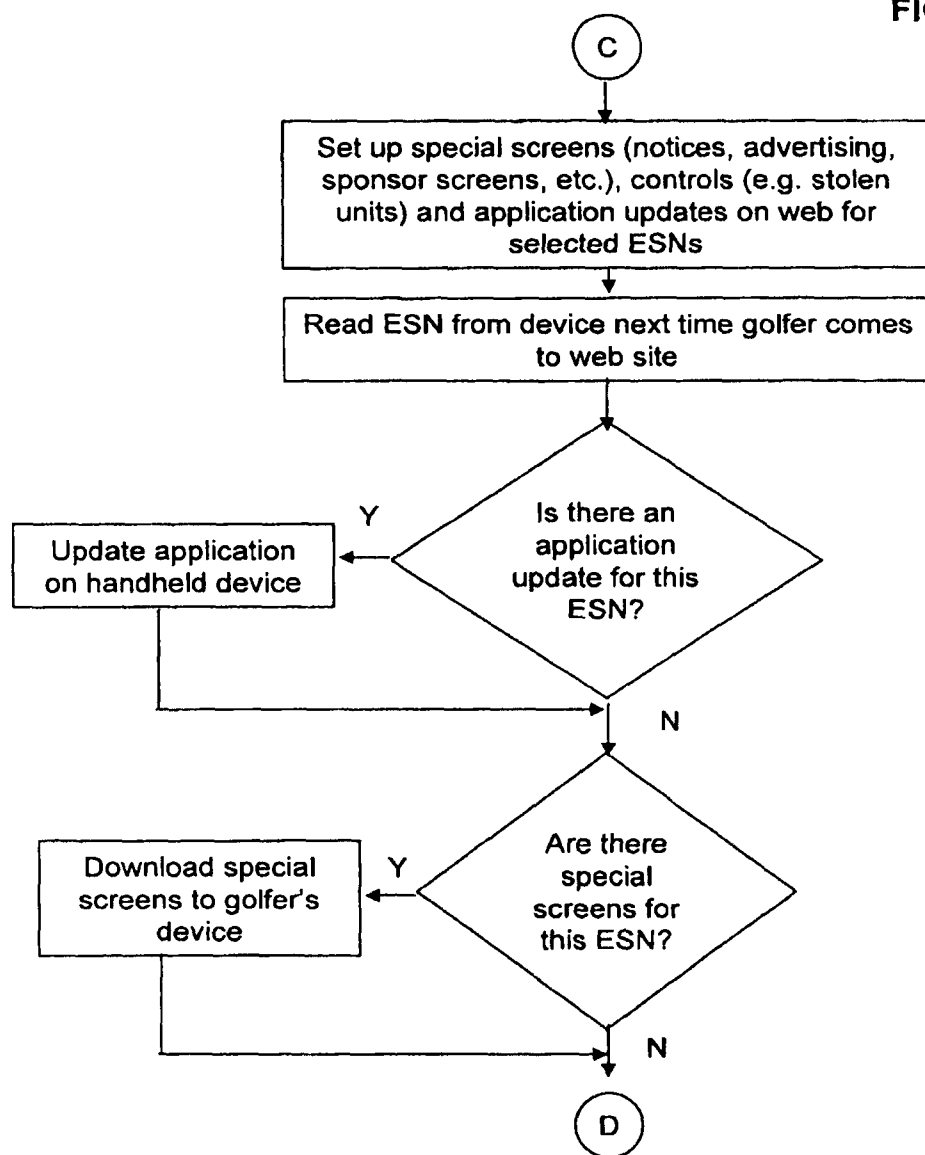 C
Set up special screens (notices, advertising,
sponsor screens, etc.), controls (e.g. stolen
units) and application updates on web for
selected ESNs
Read ESN from device next time golfer comes
to web site
Is there an
application
update for this
ESN?
Y
Update application
on handheld device
N
Are there
special
screens for
this ESN?
Y
Download special
screens to golfer's
device
N
D